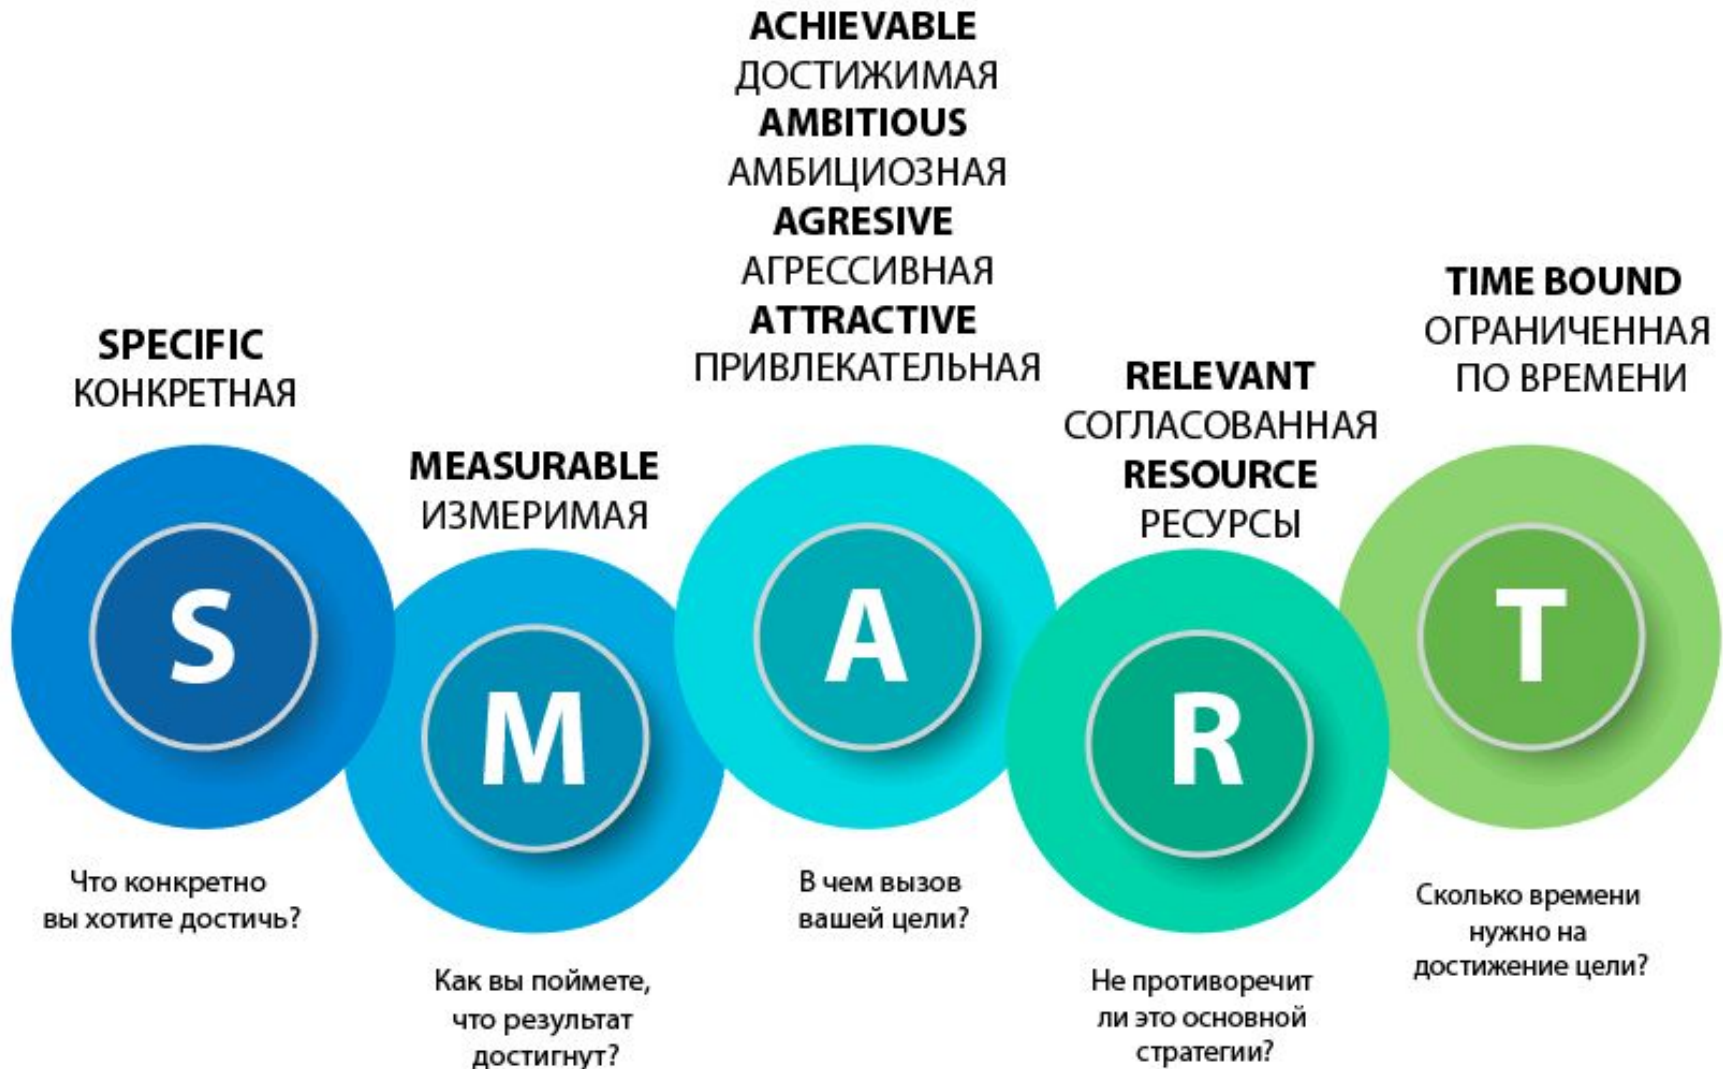 SPECIFIC
КОНКРЕТНАЯ
S
Что конкретно
вы хотите достичь?
MEASURABLE
ИЗМЕРИМАЯ
M
Как вы поймете,
что результат
достигнут?
ACHIEVABLE
ДОСТИЖИМАЯ
AMBITIOUS
АМБИЦИОЗНАЯ
AGRESIVE
АГРЕССИВНАЯ
ATTRACTIVE
ПРИВЛЕКАТЕЛЬНАЯ
A
В чем вызов
вашей цели?
RELEVANT
СОГЛАСОВАННАЯ
RESOURCE
РЕСУРСЫ
R
Не противоречит
ли это основной
стратегии?
TIME BOUND
ОГРАНИЧЕННАЯ
ПО ВРЕМЕНИ
T
Сколько времени
нужно на
достижение цели?